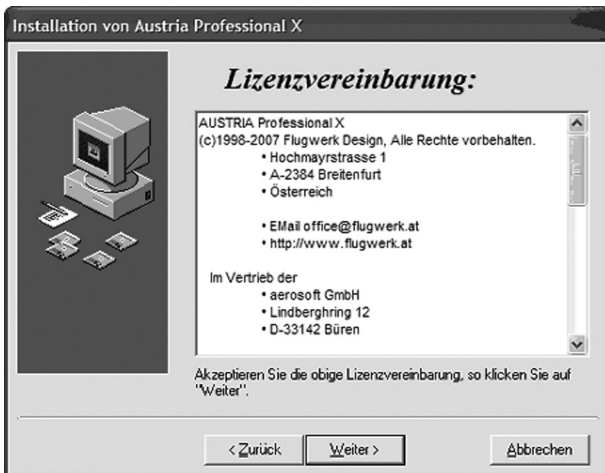 Installation von Austria Professional X
Lizenzvereinbarung:
AUSTRIA Professional X
(c)1998-2007 Flugwerk Design, Alle Rechte vorbehalten.
• Hochmayrstrasse 1
• A-2384 Breitenfurt
• Österreich
• EMail office@flugwerk.at
• http://www.flugwerk.at
Im Vertrieb der
• aerosoft GmbH
• Lindberghring 12
• D-33142 Büren
Akzeptieren Sie die obige Lizenzvereinbarung, so klicken Sie auf
"Weiter".
< Zurück
Weiter >
Abbrechen